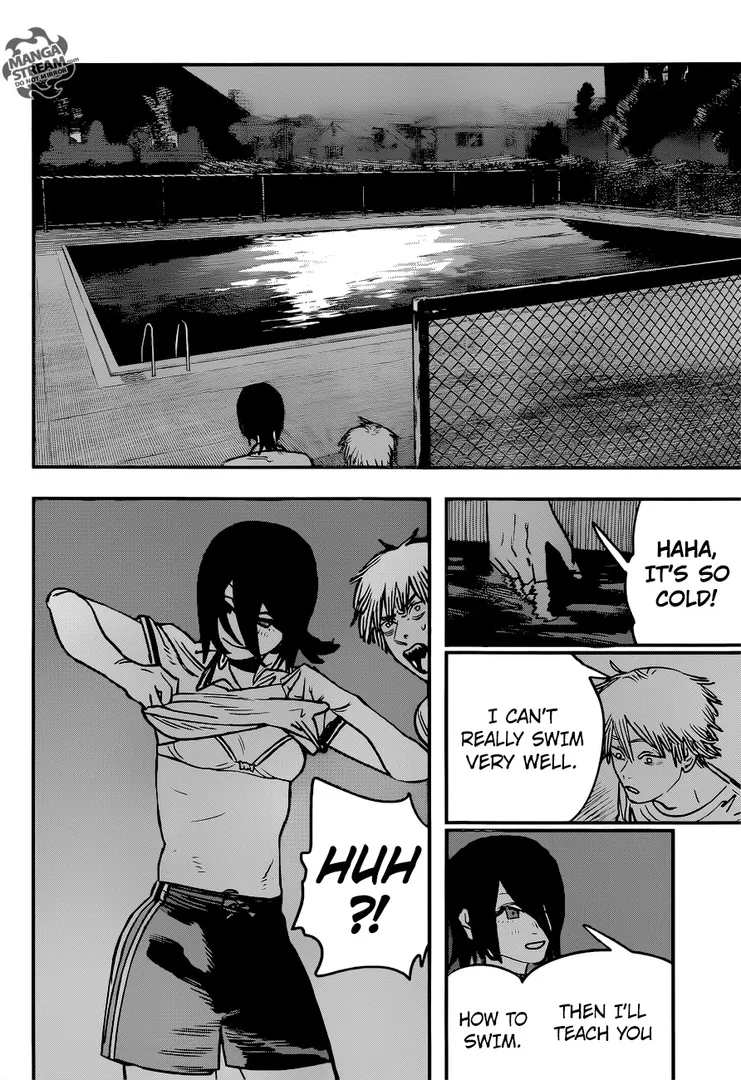 MANGA
STREAM.com
DO NOT MIRROR
HAHA,
IT'S SO
COLD!
I CAN'T
REALLY SWIM
VERY WELL.
THEN I'LL
TEACH YOU
HOW TO
SWIM.
HUH
?!